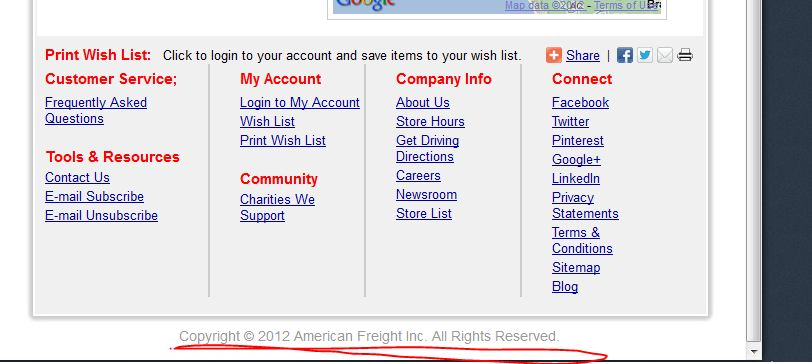 Google
Map data ©2012 - Terms of Use
Print Wish List: Click to login to your account and save items to your wish list.
Share |
Customer Service;
Frequently Asked
Questions
Tools & Resources
Contact Us
E-mail Subscribe
E-mail Unsubscribe
My Account
Login to My Account
Wish List
Print Wish List
Community
Charities We
Support
Company Info
About Us
Store Hours
Get Driving
Directions
Careers
Newsroom
Store List
Connect
Facebook
Twitter
Pinterest
Google+
LinkedIn
Privacy
Statements
Terms &
Conditions
Sitemap
Blog
Copyright © 2012 American Freight Inc. All Rights Reserved.